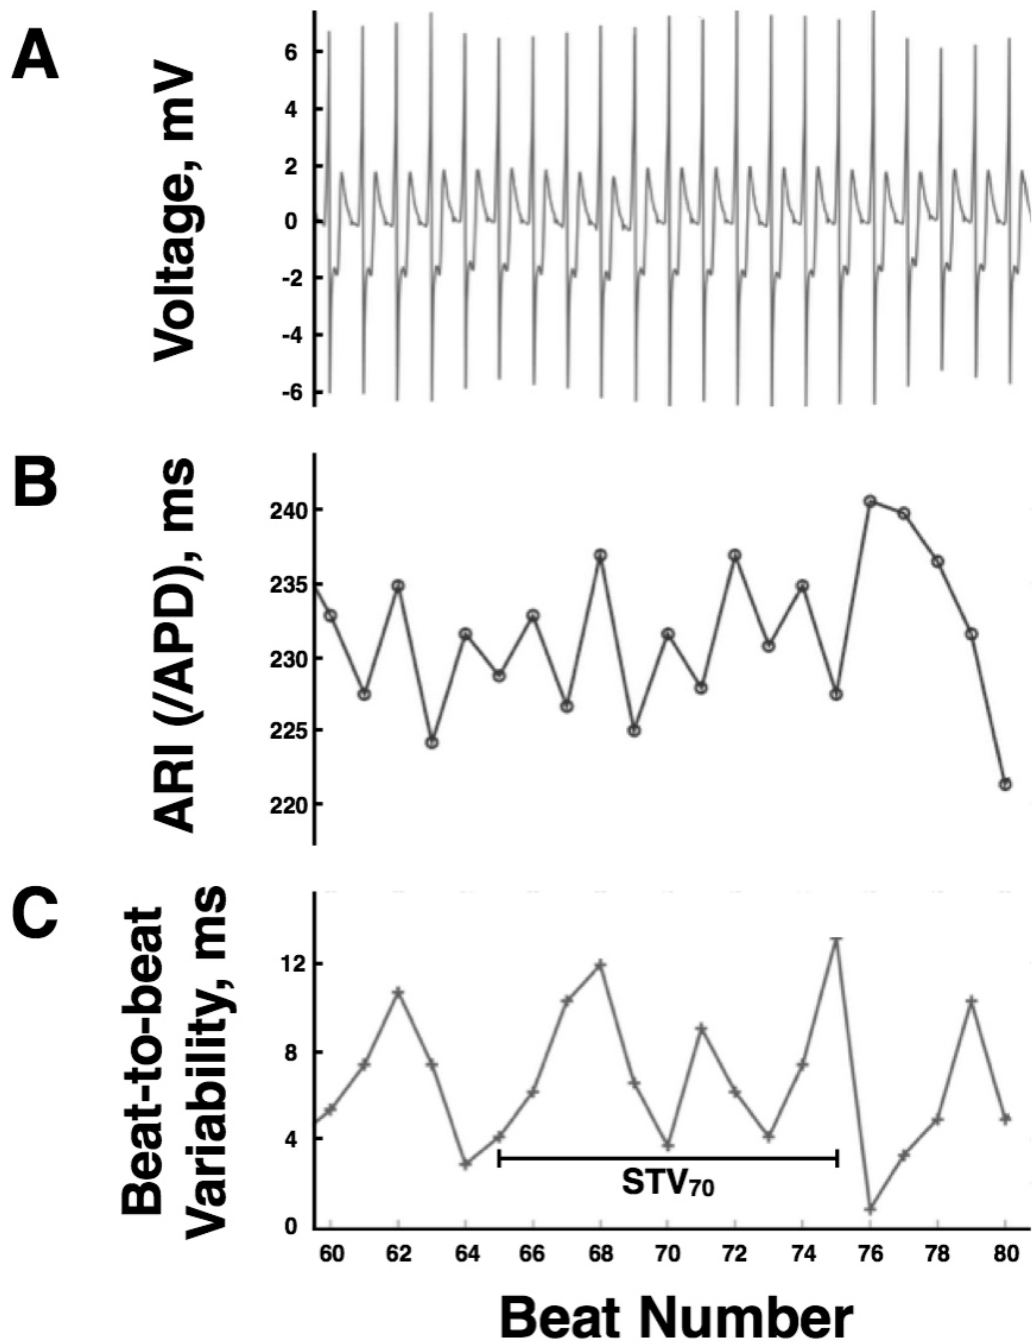 A
Voltage, mV
6
4
2
0
-2
-4
-6
B
ARI (/APD), ms
240
235
230
225
220
C
Beat-to-beat
Variability, ms
12
8
4
0
STV₇₀
60 62 64 66 68 70 72 74 76 78 80
Beat Number